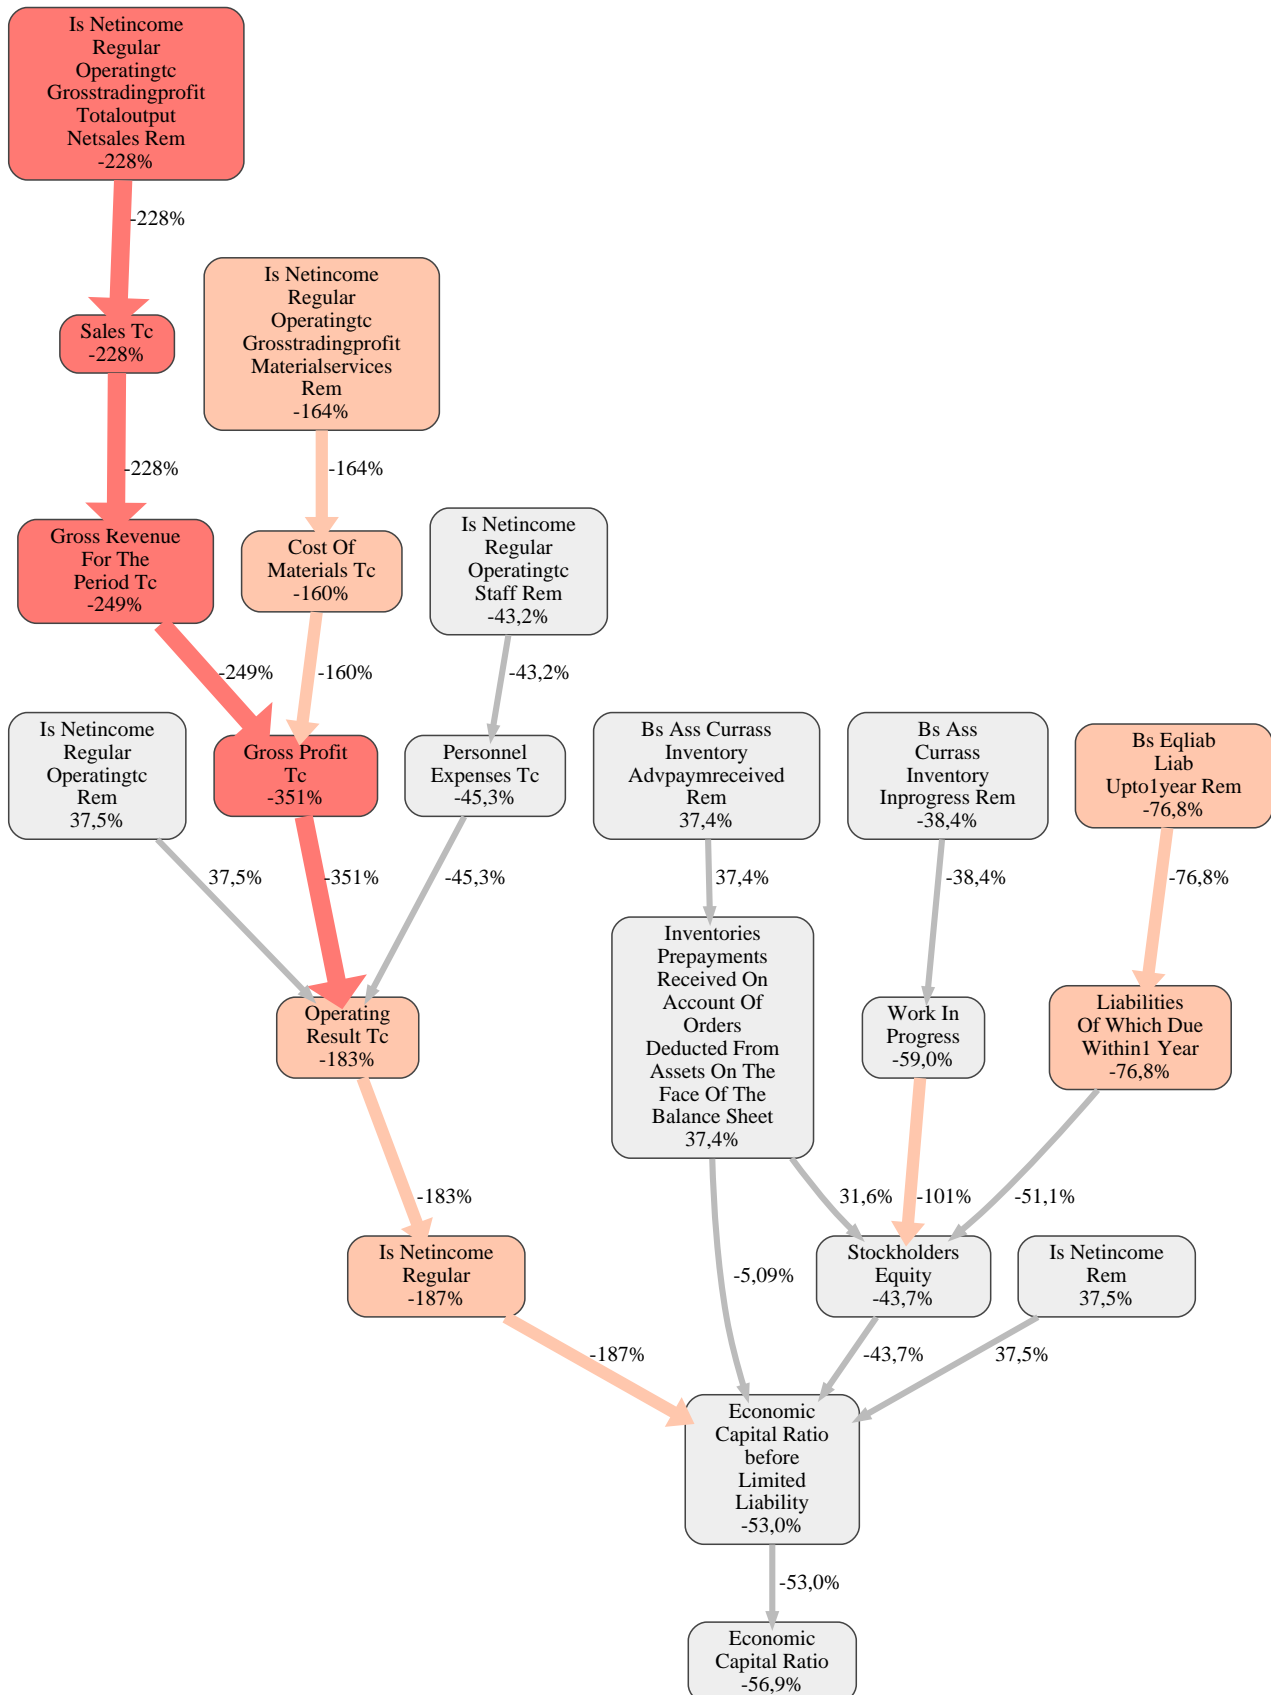 Is Netincome
Regular
Operatingtc
Grosstradingprofit
Totaloutput
Netsales Rem
-228%
-228%
Is Netincome
Regular
Operatingtc
Grosstradingprofit
Materialservices
Rem
-164%
Sales Tc
-228%
-228%
-164%
Gross Revenue
For The
Period Tc
-249%
Cost Of
Materials Tc
-160%
Is Netincome
Regular
Operatingtc
Staff Rem
-43,2%
-249%
-160%
-43,2%
Is Netincome
Regular
Operatingtc
Rem
37,5%
Gross Profit
Tc
-351%
Personnel
Expenses Tc
-45,3%
Bs Ass Currass
Inventory
Advpaymreceived
Rem
37,4%
Bs Ass
Currass
Inventory
Inprogress Rem
-38,4%
Bs Eqliab
Liab
Upto1year Rem
-76,8%
37,5%
-351%
-45,3%
37,4%
-38,4%
-76,8%
Operating
Result Tc
-183%
Inventories
Prepayments
Received On
Account Of
Orders
Deducted From
Assets On The
Face Of The
Balance Sheet
37,4%
Work In
Progress
-59,0%
Liabilities
Of Which Due
Within1 Year
-76,8%
-183%
31,6%
-101%
-51,1%
Is Netincome
Regular
-187%
-5,09%
Stockholders
Equity
-43,7%
Is Netincome
Rem
37,5%
-187%
-43,7%
37,5%
Economic
Capital Ratio
before
Limited
Liability
-53,0%
-53,0%
Economic
Capital Ratio
-56,9%